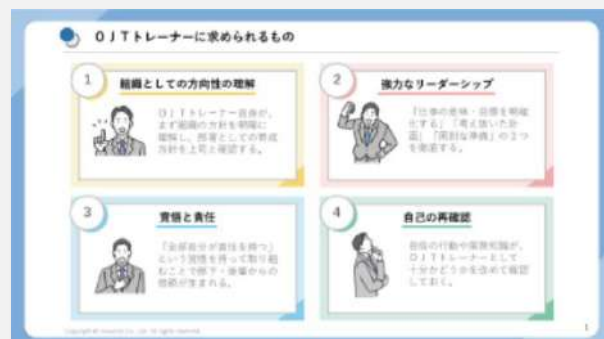 OJTトレーナーに求められるもの
1
組織としての方向性の理解
OJTトレーナー自身が、
まず組織の方針を明確に
理解し、部署としての育成
方針を上司と確認する。
2
強力なリーダーシップ
「仕事の意味・目標を明確
化する」「考え抜いた計
画」「周到な準備」の3つ
を徹底する。
3
覚悟と責任
「全部自分が責任を持つ」
という覚悟を持って取り組
むことで部下・後輩からの
信頼が生まれる。
4
自己の再確認
自身の行動や保険知識が、
OJTトレーナーとして
十分かどうかを改めて確認
しておく。
Copyright All rights reserved.
1